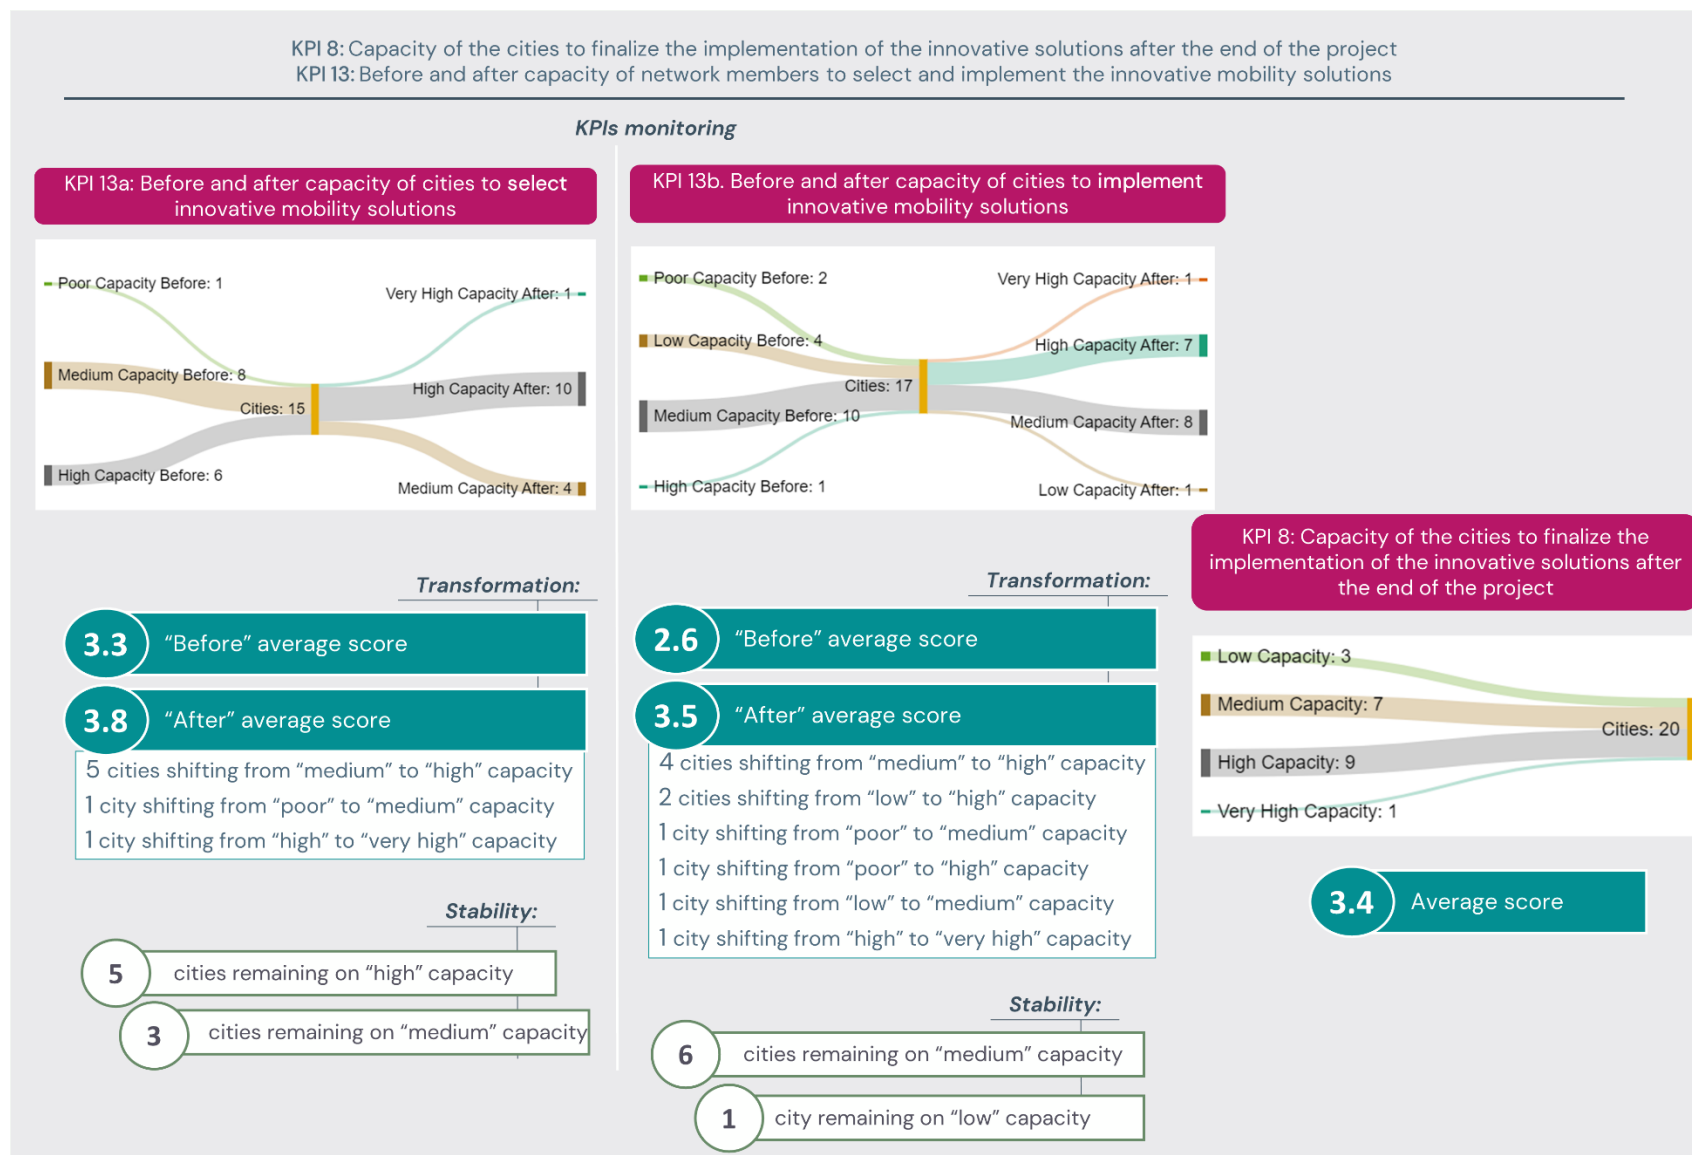 KPI 8: Capacity of the cities to finalize the implementation of the innovative solutions after the end of the project
KPI 13: Before and after capacity of network members to select and implement the innovative mobility solutions
KPIs monitoring
KPI 13a: Before and after capacity of cities to select
innovative mobility solutions
Poor Capacity Before: 1
Very High Capacity After: 1
Medium Capacity Before: 8
High Capacity After: 10
Cities: 15
High Capacity Before: 6
Medium Capacity After: 4
Transformation:
3.3 “Before” average score
3.8 “After” average score
5 cities shifting from “medium” to “high” capacity
1 city shifting from “poor” to “medium” capacity
1 city shifting from “high” to “very high” capacity
Stability:
5 cities remaining on “high” capacity
3 cities remaining on “medium” capacity
KPI 13b. Before and after capacity of cities to implement
innovative mobility solutions
Poor Capacity Before: 2
Very High Capacity After: 1
Low Capacity Before: 4
High Capacity After: 7
Cities: 17
Medium Capacity Before: 10
Medium Capacity After: 8
High Capacity Before: 1
Low Capacity After: 1
Transformation:
2.6 “Before” average score
3.5 “After” average score
4 cities shifting from “medium” to “high” capacity
2 cities shifting from “low” to “high” capacity
1 city shifting from “poor” to “medium” capacity
1 city shifting from “poor” to “high” capacity
1 city shifting from “low” to “medium” capacity
1 city shifting from “high” to “very high” capacity
Stability:
6 cities remaining on “medium” capacity
1 city remaining on “low” capacity
KPI 8: Capacity of the cities to finalize the
implementation of the innovative solutions after
the end of the project
Low Capacity: 3
Medium Capacity: 7
Cities: 20
High Capacity: 9
Very High Capacity: 1
3.4 Average score